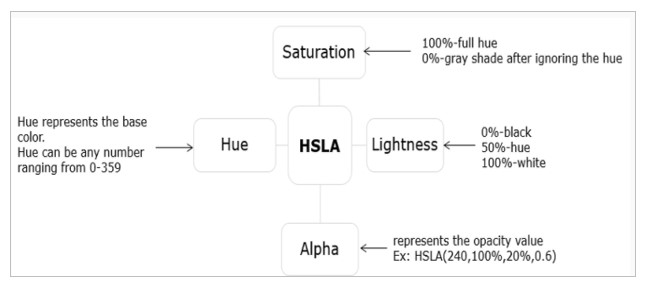 Saturation
100%-full hue
0%-gray shade after ignoring the hue
Hue represents the base
color.
Hue can be any number
ranging from 0-359
Hue
HSLA
Lightness
0%-black
50%-hue
100%-white
Alpha
represents the opacity value
Ex: HSLA(240,100%,20%,0.6)